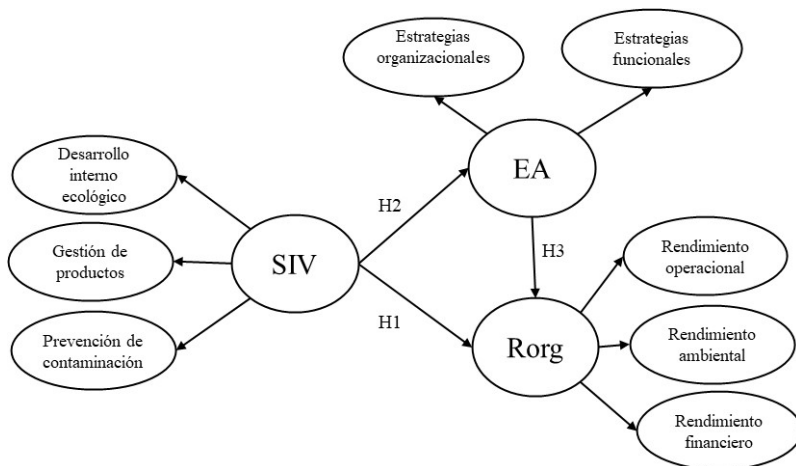 Estrategias
organizacionales
Estrategias
funcionales
Desarrollo
interno
ecológico
EA
H2
Gestión de
productos
SIV
H3
Rendimiento
operacional
H1
Prevención de
contaminación
Rorg
Rendimiento
ambiental
Rendimiento
financiero